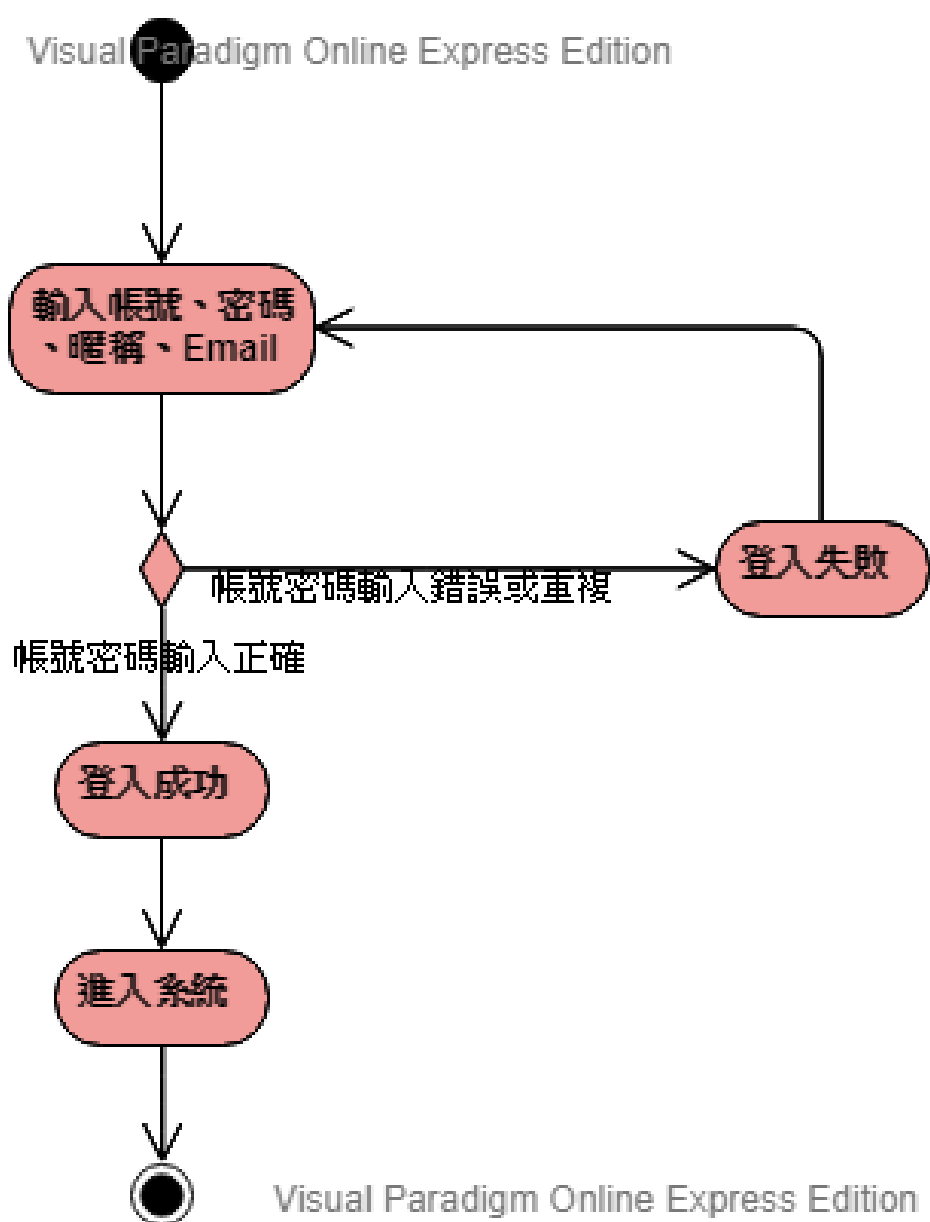 Visual Paradigm Online Express Edition
輸入帳號、密碼
、暱稱、Email
登入失敗
帳號密碼輸入錯誤或重複
帳號密碼輸入正確
登入成功
進入系統
Visual Paradigm Online Express Edition